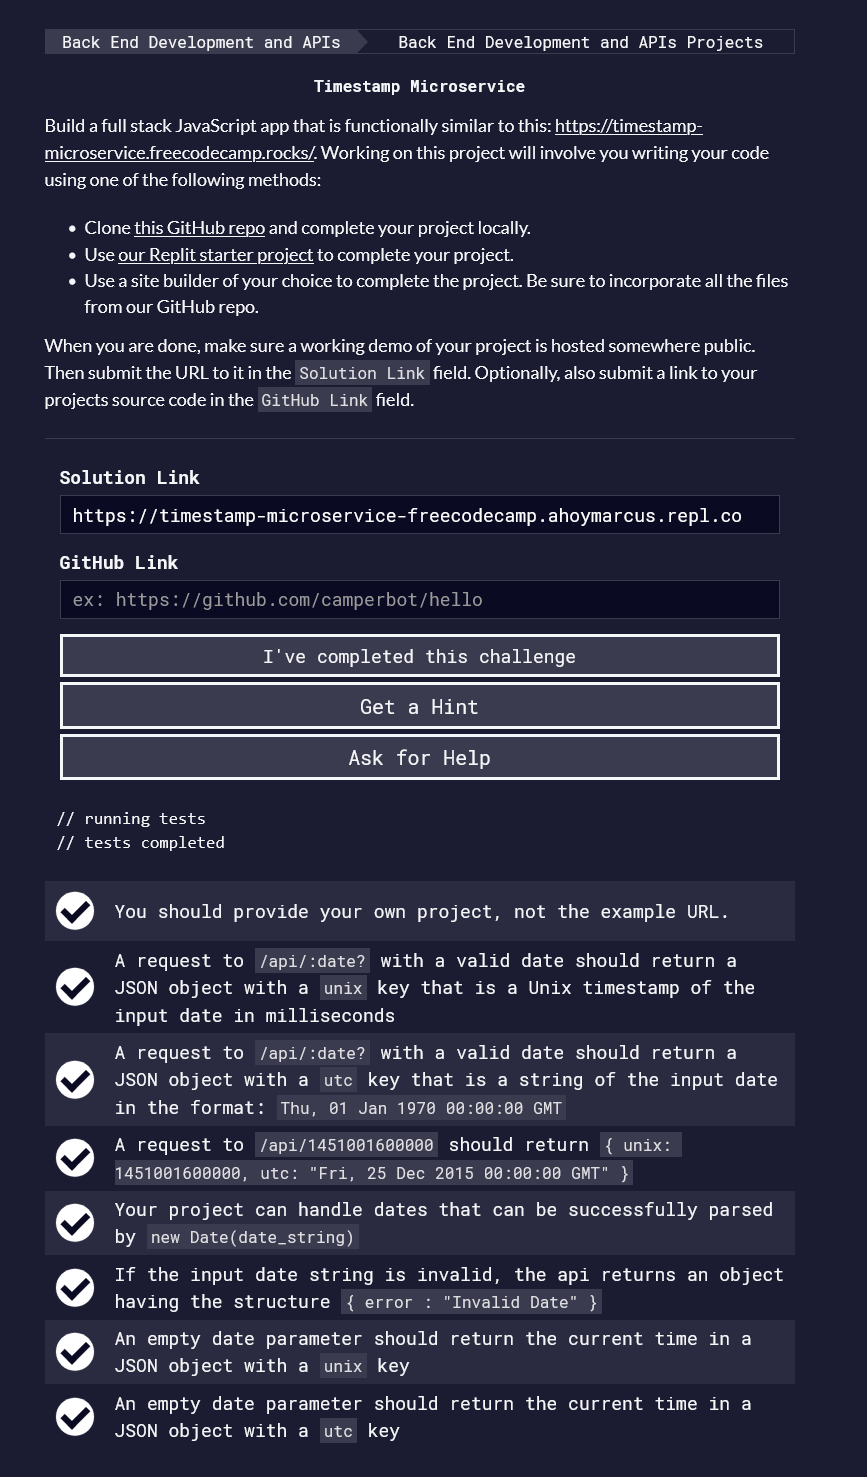 Back End Development and APIs
Back End Development and APIs Projects
Timestamp Microservice
Build a full stack JavaScript app that is functionally similar to this: https://timestamp-
microservice.freecodecamp.rocks/. Working on this project will involve you writing your code
using one of the following methods:
• Clone this GitHub repo and complete your project locally.
• Use our Replit starter project to complete your project.
• Use a site builder of your choice to complete the project. Be sure to incorporate all the files
from our GitHub repo.
When you are done, make sure a working demo of your project is hosted somewhere public.
Then submit the URL to it in the Solution Link field. Optionally, also submit a link to your
projects source code in the GitHub Link field.
Solution Link
https://timestamp-microservice-freecodecamp.ahoymarcus.repl.co
GitHub Link
ex: https://github.com/camperbot/hello
I've completed this challenge
Get a Hint
Ask for Help
// running tests
// tests completed
You should provide your own project, not the example URL.
A request to /api/:date? with a valid date should return a
JSON object with a unix key that is a Unix timestamp of the
input date in milliseconds
A request to /api/:date? with a valid date should return a
JSON object with a utc key that is a string of the input date
in the format: Thu, 01 Jan 1970 00:00:00 GMT
A request to /api/1451001600000 should return { unix:
1451001600000, utc: "Fri, 25 Dec 2015 00:00:00 GMT" }
Your project can handle dates that can be successfully parsed
by new Date(date_string)
If the input date string is invalid, the api returns an object
having the structure { error : "Invalid Date" }
An empty date parameter should return the current time in a
JSON object with a unix key
An empty date parameter should return the current time in a
JSON object with a utc key